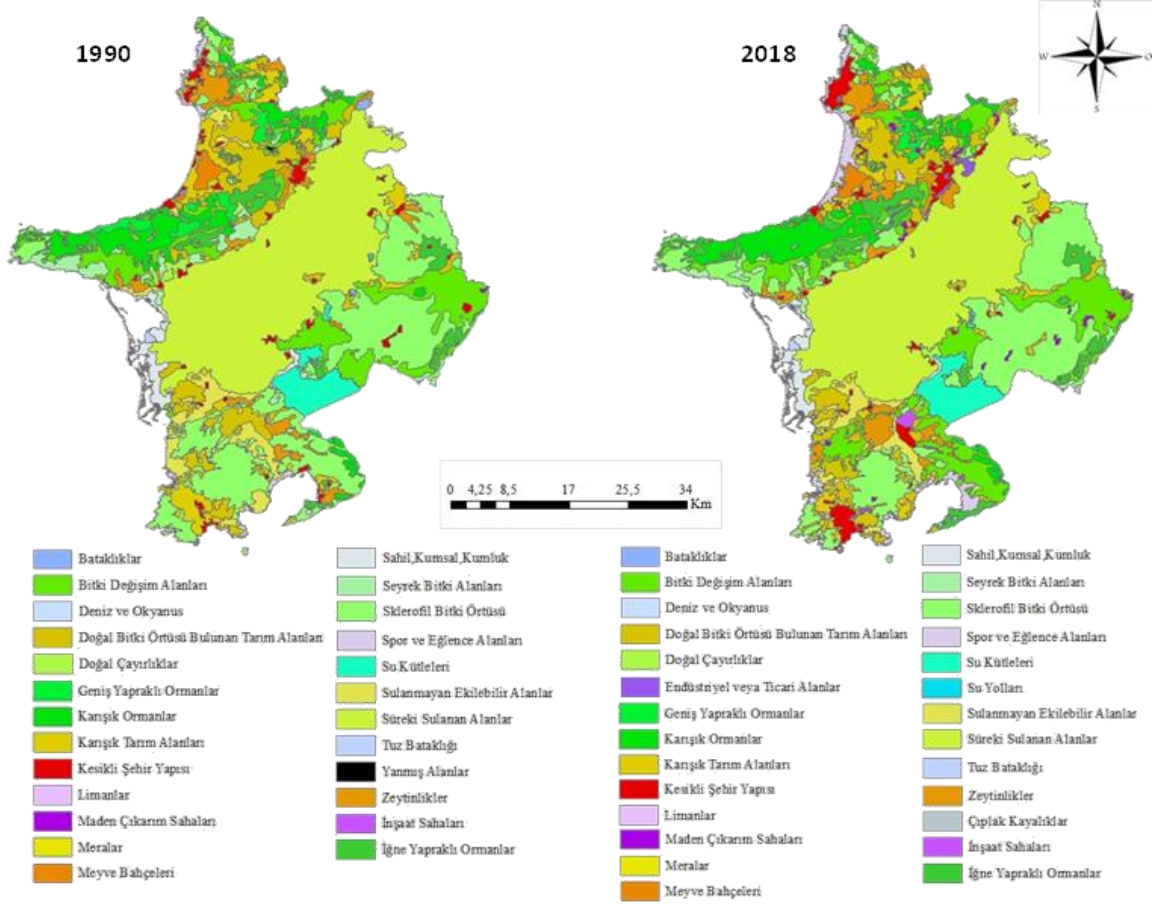 1990
2018
N
W
O
S
0 4,25 8,5 17 25,5 34
Km
Bataklıklar
Bitki Değişim Alanları
Deniz ve Okyanus
Doğal Bitki Örtüsü Bulunan Tarım Alanları
Doğal Çayırlıklar
Geniş Yapraklı Ormanlar
Karışık Ormanlar
Karışık Tarım Alanları
Kesikli Şehir Yapısı
Limanlar
Maden Çıkarım Sahaları
Meralar
Meyve Bahçeleri
Sahil,Kumsal,Kumluk
Seyrek Bitki Alanları
Sklerofil Bitki Örtüsü
Spor ve Eğlence Alanları
Su Kütleleri
Sulanmayan Ekilebilir Alanlar
Süreki Sulanan Alanlar
Tuz Bataklığı
Yanmış Alanlar
Zeytinlikler
İnşaat Sahaları
İğne Yapraklı Ormanlar
Bataklıklar
Bitki Değişim Alanları
Deniz ve Okyanus
Doğal Bitki Örtüsü Bulunan Tarım Alanları
Doğal Çayırlıklar
Endüstriyel veya Ticari Alanlar
Geniş Yapraklı Ormanlar
Karışık Ormanlar
Karışık Tarım Alanları
Kesikli Şehir Yapısı
Limanlar
Maden Çıkarım Sahaları
Meralar
Meyve Bahçeleri
Sahil,Kumsal,Kumluk
Seyrek Bitki Alanları
Sklerofil Bitki Örtüsü
Spor ve Eğlence Alanları
Su Kütleleri
Su Yolları
Sulanmayan Ekilebilir Alanlar
Süreki Sulanan Alanlar
Tuz Bataklığı
Zeytinlikler
Çıplak Kayalıklar
İnşaat Sahaları
İğne Yapraklı Ormanlar